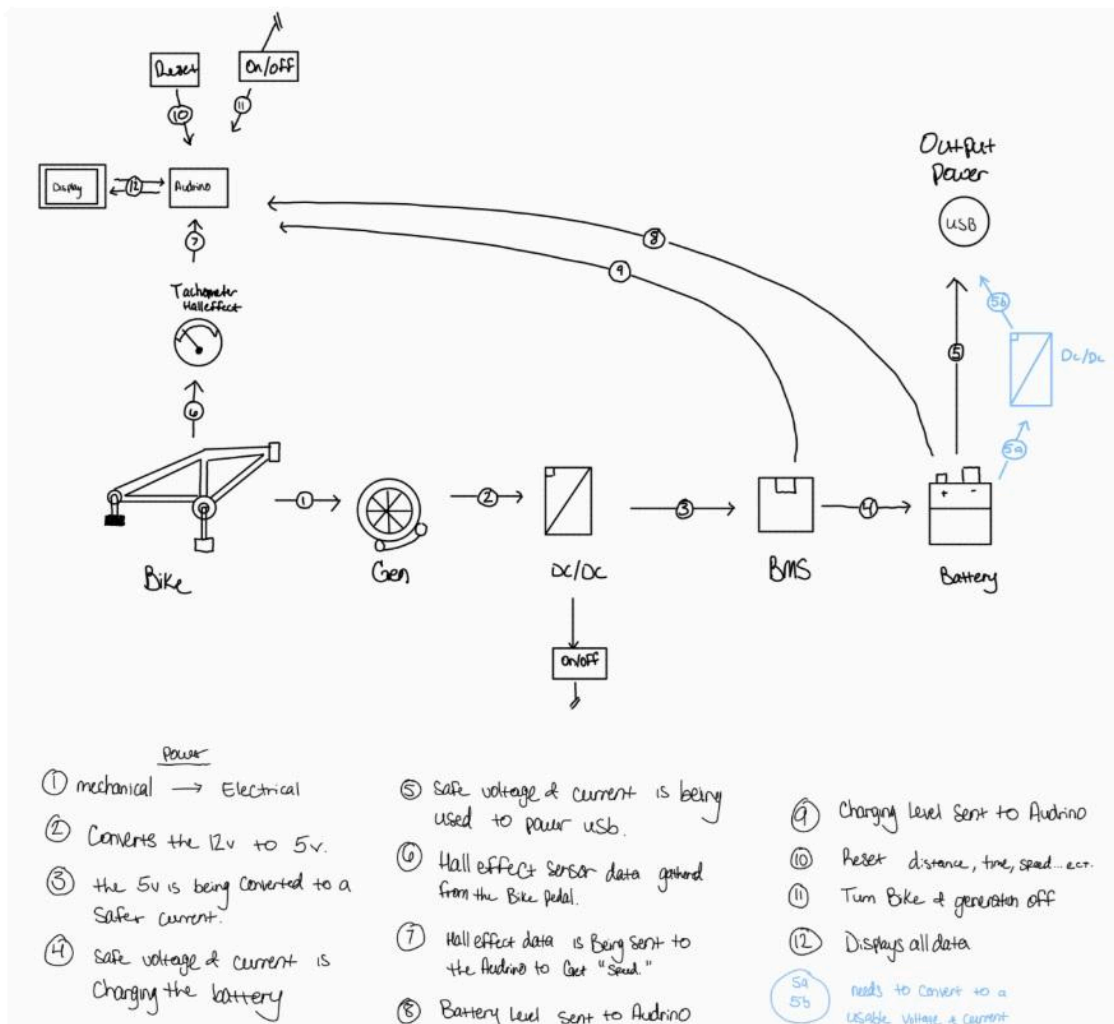 Reset
On/off
10
11
Display
12
Audrino
7
Tachometer
Hall effect
6
8
9
Output
Power
USB
5b
5
Dc/Dc
5a
1
2
3
4
+ -
Bike
Gen
DC/DC
BMS
Battery
on/off
Power
1 mechanical → Electrical
2 Converts the 12v to 5v.
3 the 5v is being converted to a
safer current.
4 safe voltage & current is
charging the battery
5 safe voltage & current is being
used to power usb.
6 Hall effect sensor data gathered
from the Bike pedal.
7 Hall effect data is Being sent to
the Audrino to Get "speed."
8 Battery level sent to Audrino
9 Charging Level sent to Audrino
10 Reset distance, time, speed... ect.
11 Turn Bike & generation off
12 Displays all data
5a
5b
needs to convert to a
usable voltage & current